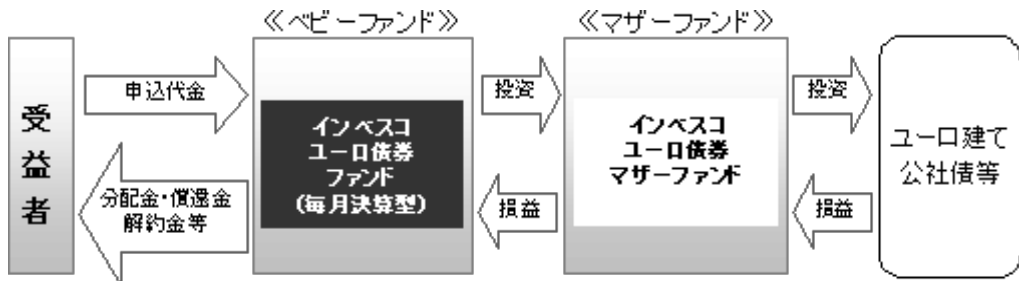 ≪ベビーファンド≫
≪マザーファンド≫
受益者
申込代金
分配金・償還金
解約金等
インベスコ
ユーロ債券
ファンド
(毎月決算型)
投資
損益
インベスコ
ユーロ債券
マザーファンド
投資
損益
ユーロ建て
公社債等